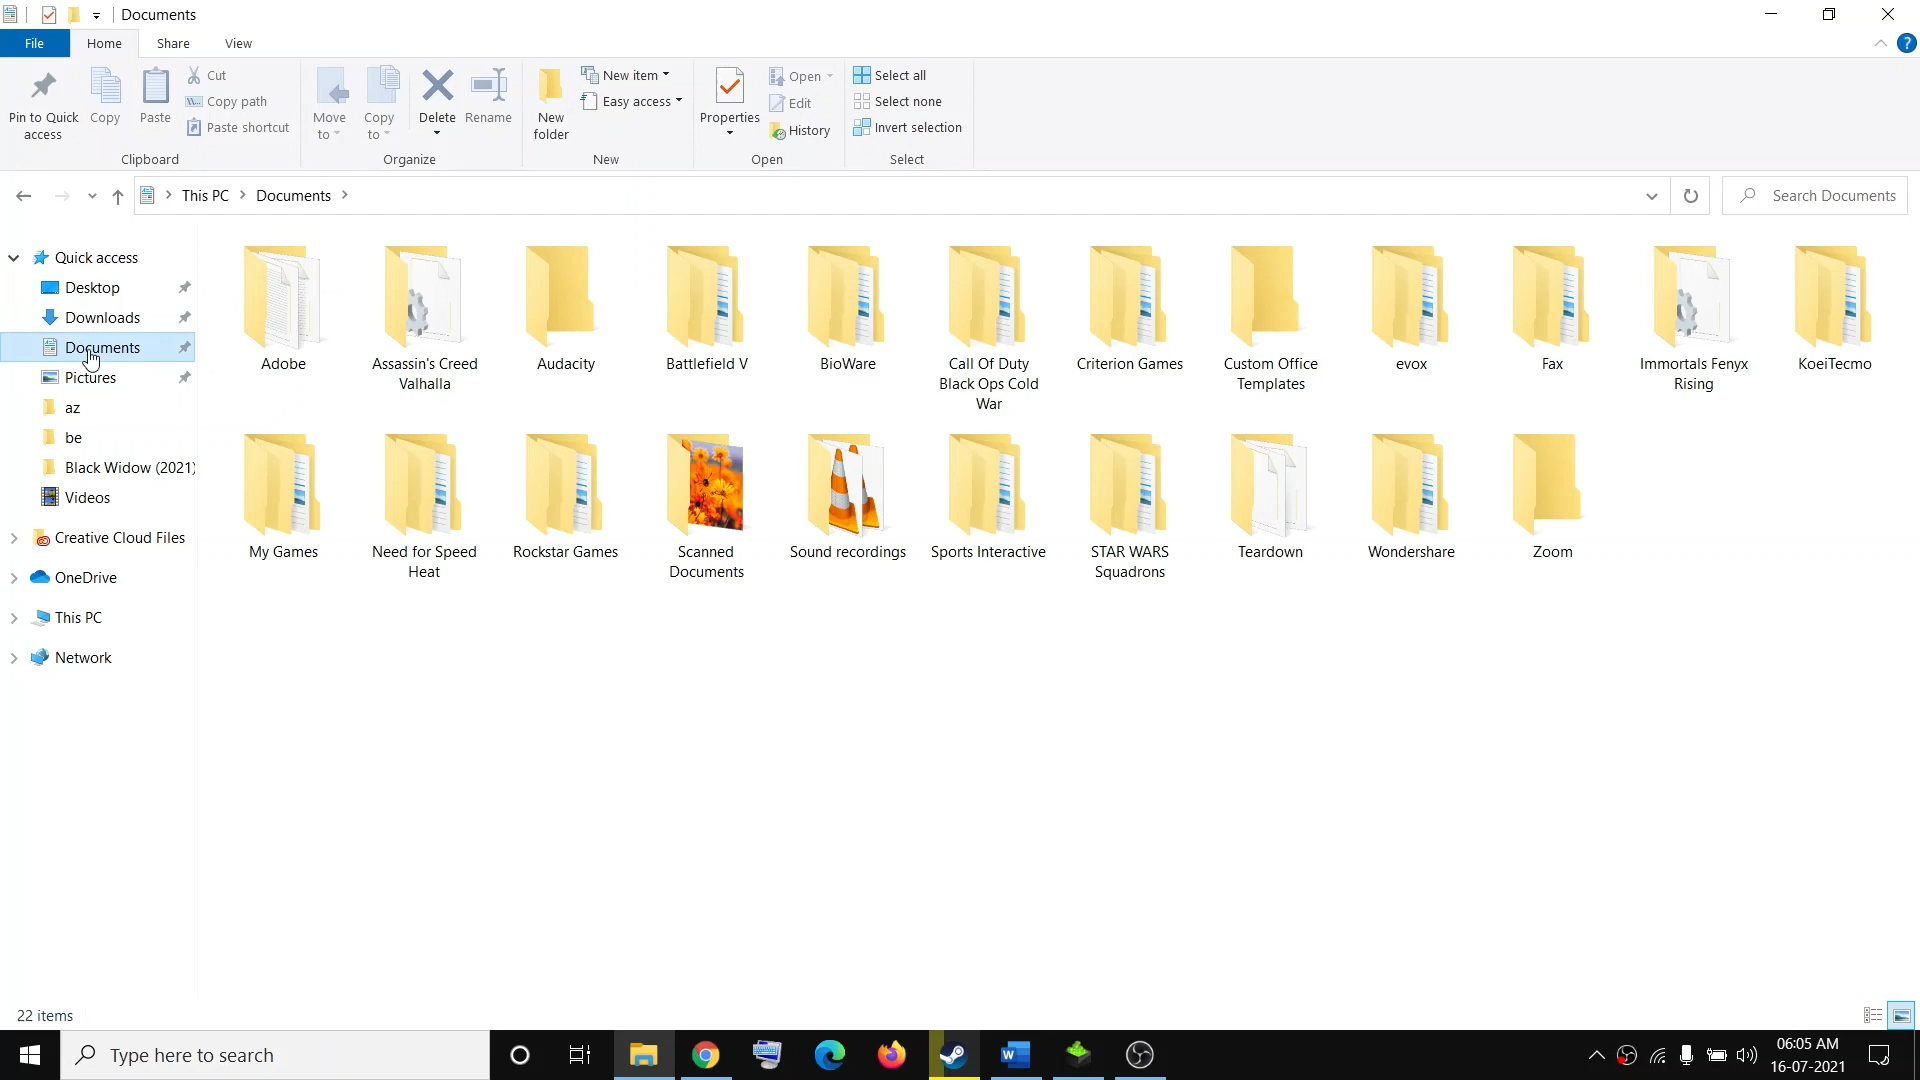 Documents
File
Home
Share
View
Pin to Quick
access
Copy
Paste
Cut
Copy path
Paste shortcut
Clipboard
Move
to
Copy
to
Delete
Rename
Organize
New
folder
New item
Easy access
New
Properties
Open
Edit
History
Open
Select all
Select none
Invert selection
Select
This PC
Documents
Search Documents
Quick access
Desktop
Downloads
Documents
Pictures
az
be
Black Widow (2021)
Videos
Creative Cloud Files
OneDrive
This PC
Network
Adobe
Assassin's Creed
Valhalla
Audacity
Battlefield V
BioWare
Call Of Duty
Black Ops Cold
War
Criterion Games
Custom Office
Templates
evox
Fax
Immortals Fenyx
Rising
KoeiTecmo
My Games
Need for Speed
Heat
Rockstar Games
Scanned
Documents
Sound recordings
Sports Interactive
STAR WARS
Squadrons
Teardown
Wondershare
Zoom
22 items
Type here to search
06:05 AM
16-07-2021